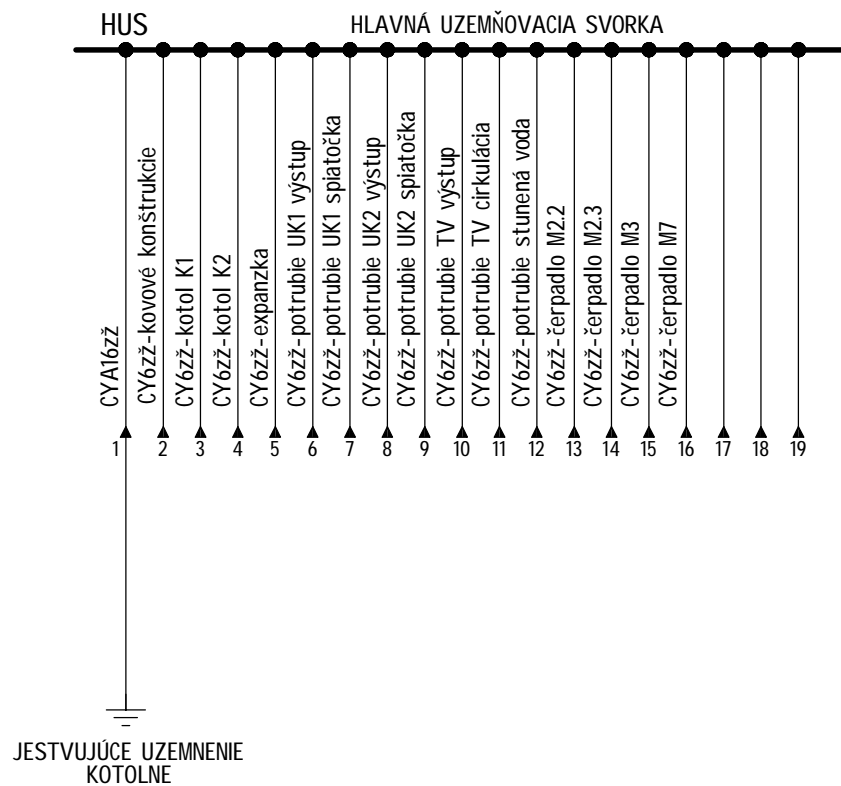 HUS
HLAVNÁ UZEMŇOVACIA SVORKA
CYA16zž
CY6zž-kovové konštrukcie
CY6zž-kotol K1
CY6zž-kotol K2
CY6zž-expanzka
CY6zž-potrubie UK1 výstup
CY6zž-potrubie UK1 spiatočka
CY6zž-potrubie UK2 výstup
CY6zž-potrubie UK2 spiatočka
CY6zž-potrubie TV výstup
CY6zž-potrubie TV cirkulácia
CY6zž-potrubie stunená voda
CY6zž-čerpadlo M2.2
CY6zž-čerpadlo M2.3
CY6zž-čerpadlo M3
CY6zž-čerpadlo M7
1 2 3 4 5 6 7 8 9 10 11 12 13 14 15 16 17 18 19
JESTVUJÚCE UZEMNENIE
KOTOLNE